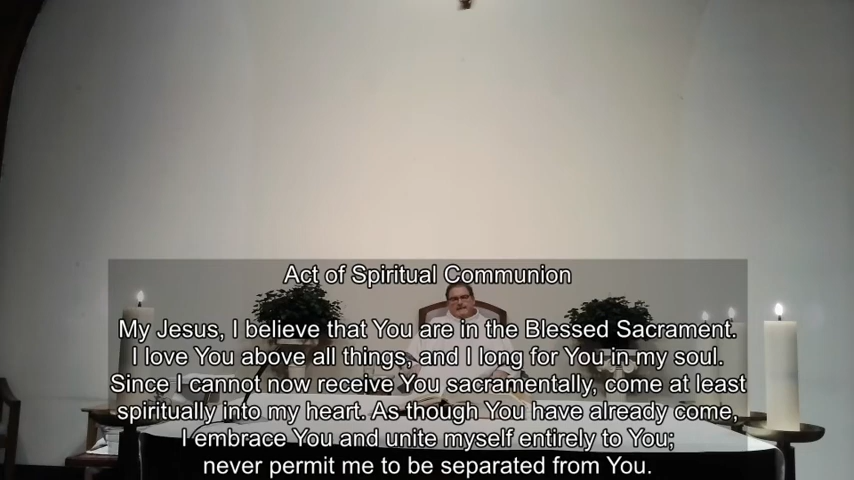 Act of Spiritual Communion
My Jesus, I believe that You are in the Blessed Sacrament.
I love You above all things, and I long for You in my soul.
Since I cannot now receive You sacramentally, come at least
spiritually into my heart. As though You have already come,
I embrace You and unite myself entirely to You;
never permit me to be separated from You.